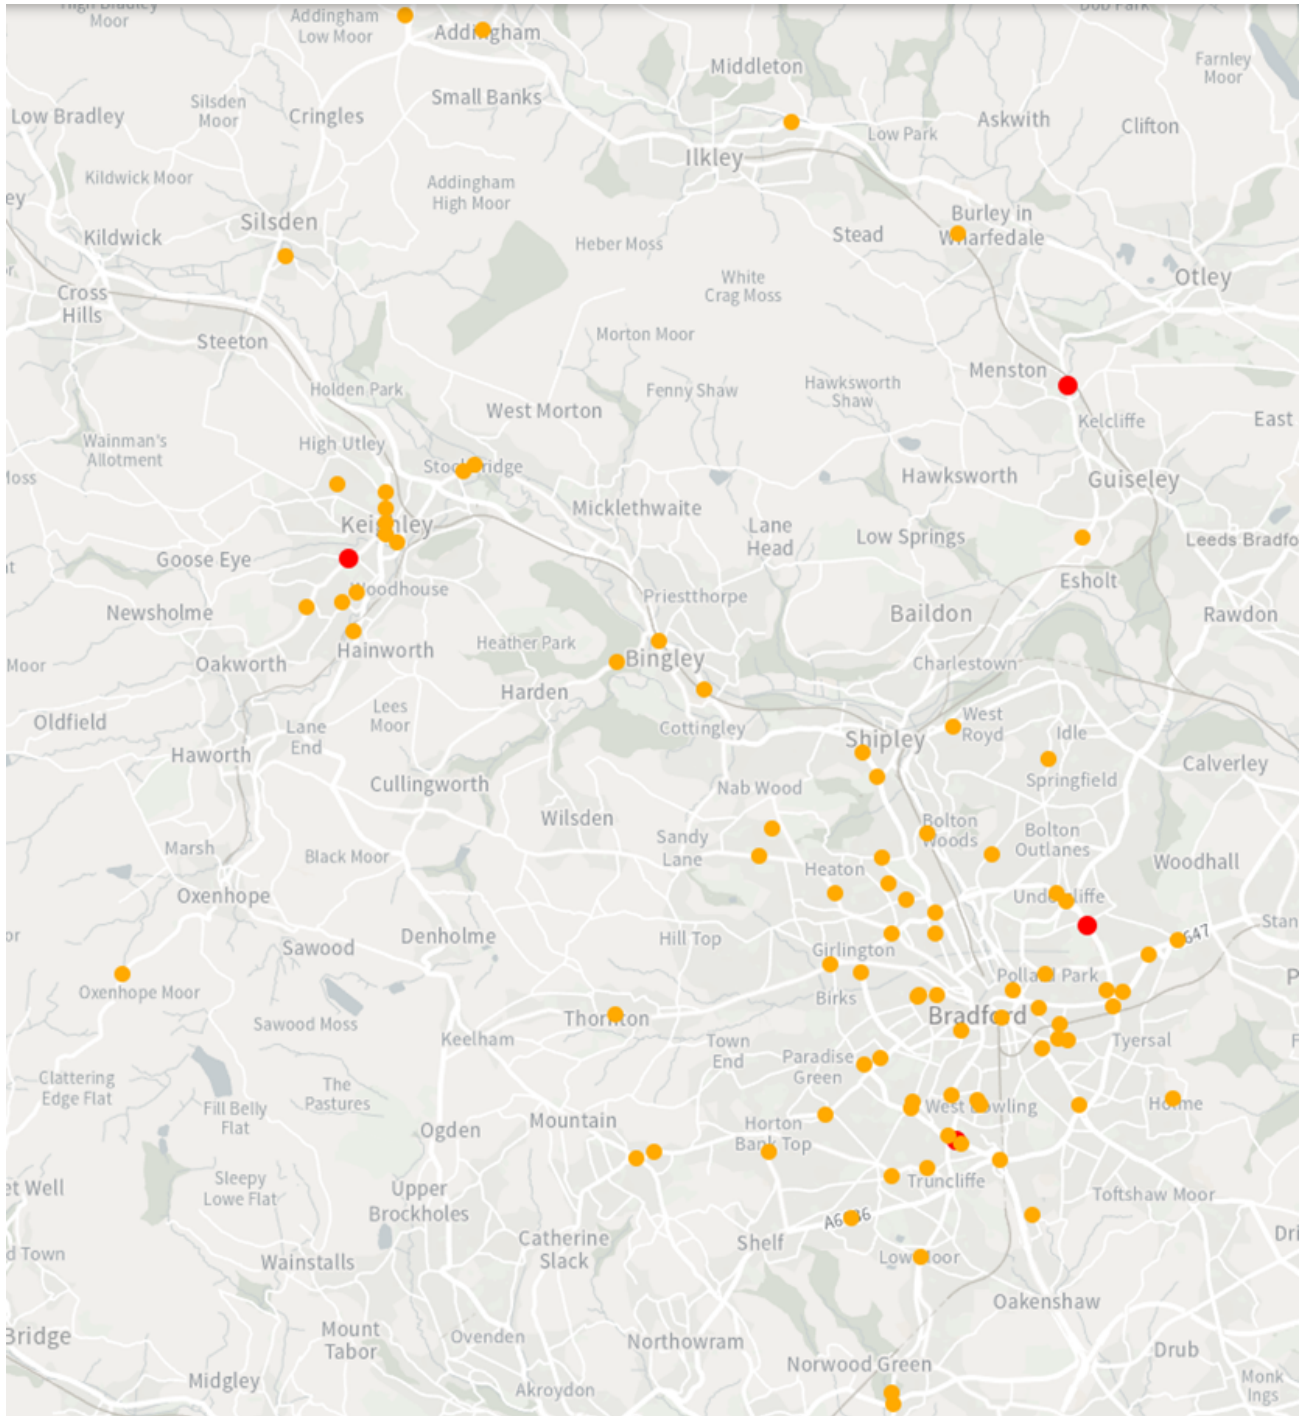 Moor
Addingham
Low Moor
Addingham
Middleton
Farnley
Moor
Small Banks
Silsden
Moor
Low Bradley
Cringles
Askwith
Clifton
Low Park
Ilkley
Kildwick Moor
Addingham
High Moor
Silsden
Burley in
Wharfedale
Kildwick
Heber Moss
Stead
White
Crag Moss
Otley
Cross
Hills
Steeton
Morton Moor
Menston
Holden Park
Fenny Shaw
Hawksworth
Shaw
West Morton
Kelcliffe
East
Wainman's
Allotment
High Utley
Hawksworth
Guiseley
Micklethwaite
Keighley
Lane
Head
Low Springs
Leeds Bradfo
Goose Eye
Esholt
Woodhouse
Priestthorpe
Newsholme
Baildon
Rawdon
Heather Park
Hainworth
Bingley
Oakworth
Charlestown
Moor
Harden
Lees
Moor
Oldfield
Cottingley
West
Royd
Lane
End
Idle
Shipley
Haworth
Calverley
Springfield
Cullingworth
Nab Wood
Wilsden
Bolton
Woods
Bolton
Outlanes
Sandy
Lane
Marsh
Black Moor
Heaton
Woodhall
Oxenhope
Undercliffe
Stan
Denholme
Hill Top
647
Sawood
Girlington
Pollard Park
Oxenhope Moor
Birks
Thornton
Bradford
Sawood Moss
Keelham
Town
End
Tyersal
Paradise
Green
Clattering
Edge Flat
The
Pastures
Fill Belly
Flat
West Bowling
Holme
Mountain
Horton
Bank Top
Ogden
Sleepy
Lowe Flat
Truncliffe
et Well
Toftshaw Moor
Upper
Brockholes
Shelf
Catherine
Slack
Low Moor
d Town
Dri
Wainstalls
Oakenshaw
Bridge
Mount
Tabor
Ovenden
Northowram
Drub
Norwood Green
Midgley
Akroydon
Monk
Ings